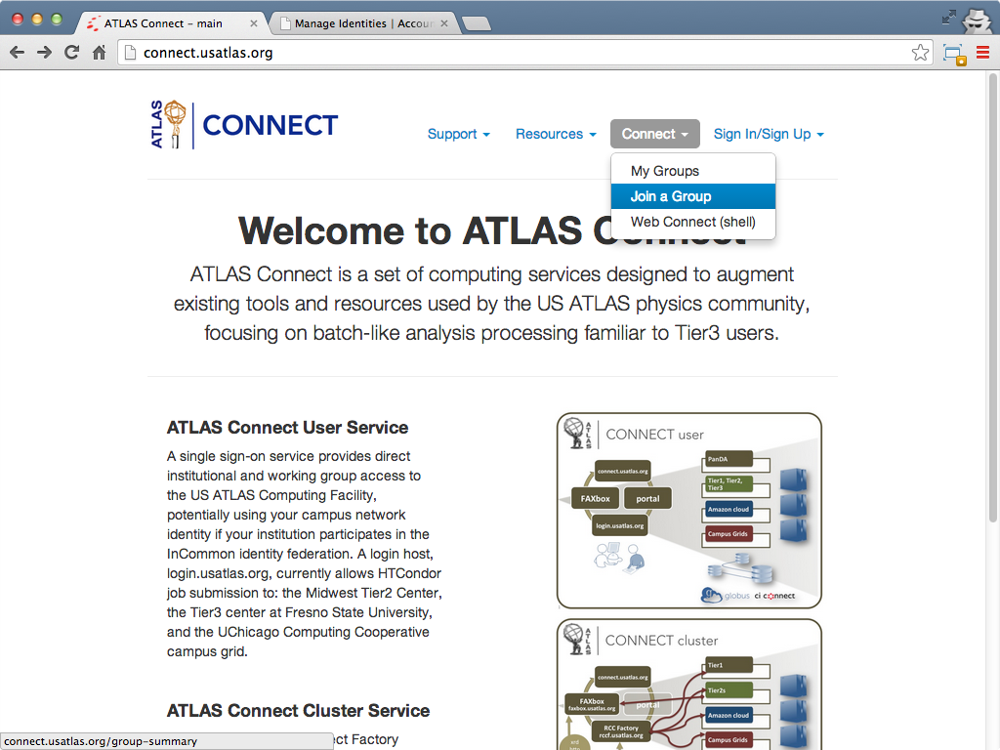 ATLAS Connect - main
Manage Identities | Accou
connect.usatlas.org
ATLAS
CONNECT
Support
Resources
Connect
Sign In/Sign Up
My Groups
Join a Group
Web Connect (shell)
Welcome to ATLAS Connect
ATLAS Connect is a set of computing services designed to augment
existing tools and resources used by the US ATLAS physics community,
focusing on batch-like analysis processing familiar to Tier3 users.
ATLAS Connect User Service
A single sign-on service provides direct
institutional and working group access to
the US ATLAS Computing Facility,
potentially using your campus network
identity if your institution participates in the
InCommon identity federation. A login host,
login.usatlas.org, currently allows HTCondor
job submission to: the Midwest Tier2 Center,
the Tier3 center at Fresno State University,
and the UChicago Computing Cooperative
campus grid.
ATLAS
CONNECT user
connect.usatlas.org
FAXbox
portal
login.usatlas.org
PanDA
Tier1, Tier2,
Tier3
Amazon cloud
Campus Grids
globus
ci connect
ATLAS Connect Cluster Service
ct Factory
ATLAS
CONNECT cluster
connect.usatlas.org
FAXbox
faxbox.usatlas.org
portal
RCC Factory
rccf.usatlas.org
Tier1
Tier2s
Amazon cloud
Campus Grids
connect.usatlas.org/group-summary